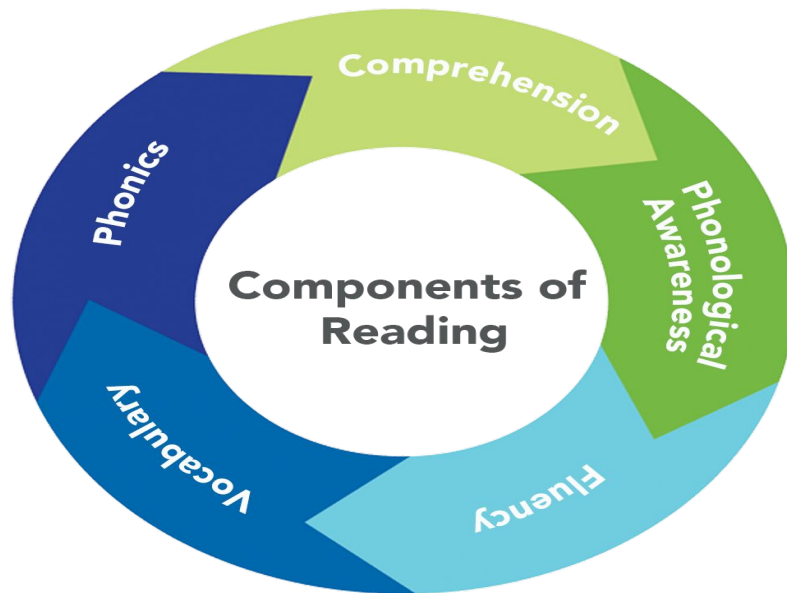 Comprehension
Phonological
Awareness
Fluency
Vocabulary
Phonics
Components of
Reading